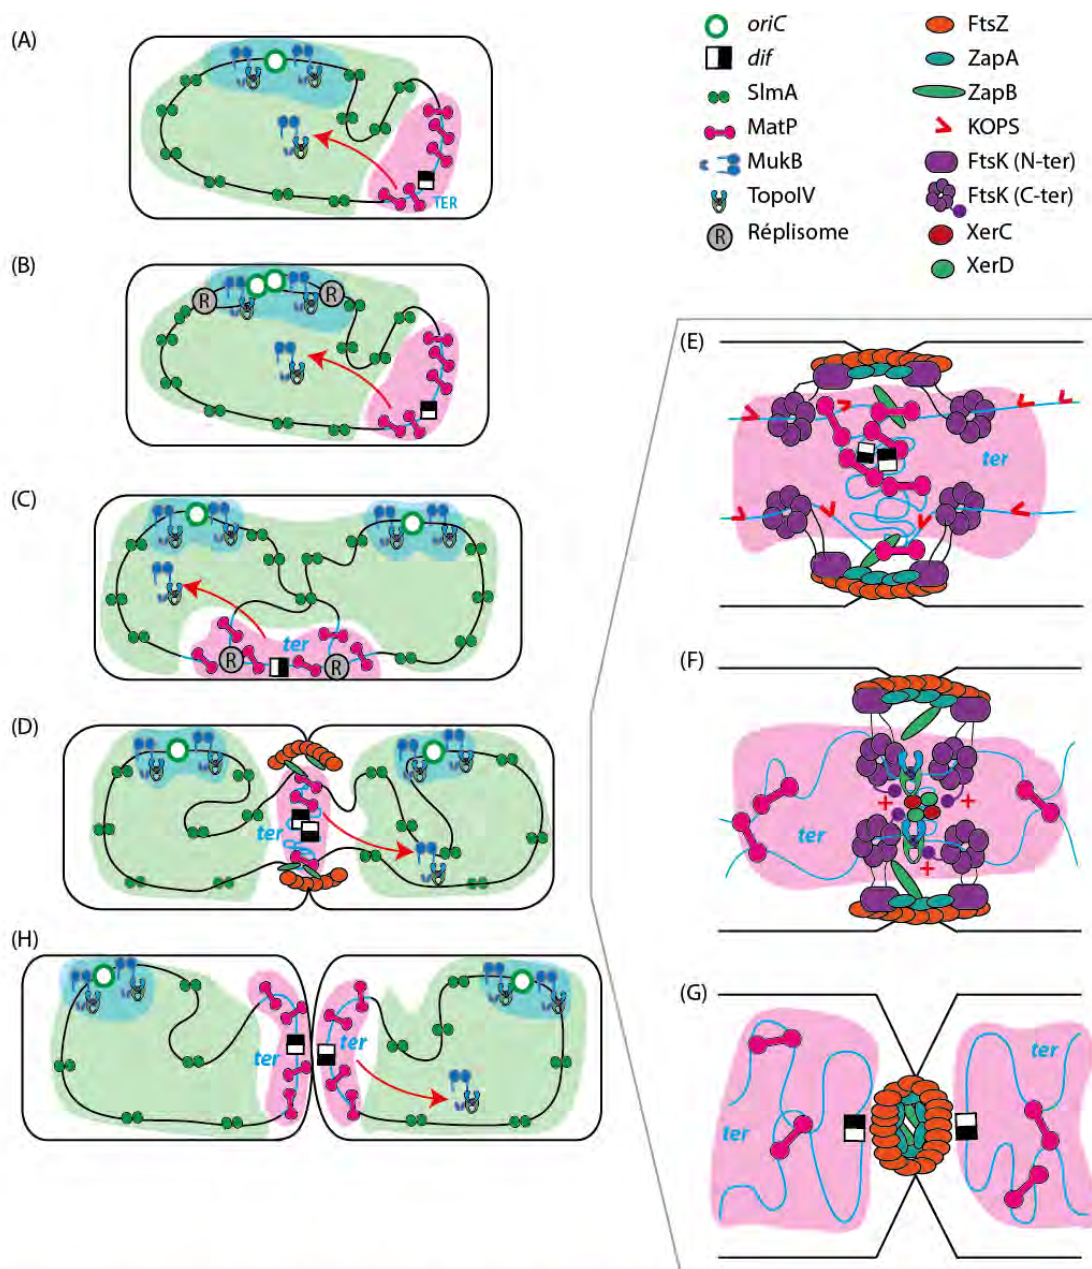 (A)
TER
(B)
R
R
(C)
ter
R
R
(D)
ter
(H)
ter
ter
oriC
dif
SlmA
MatP
MukB
TopoIV
R
Réplisome
FtsZ
ZapA
ZapB
KOPS
FtsK (N-ter)
FtsK (C-ter)
XerC
XerD
(E)
ter
(F)
+
+
ter
+
(G)
ter
ter